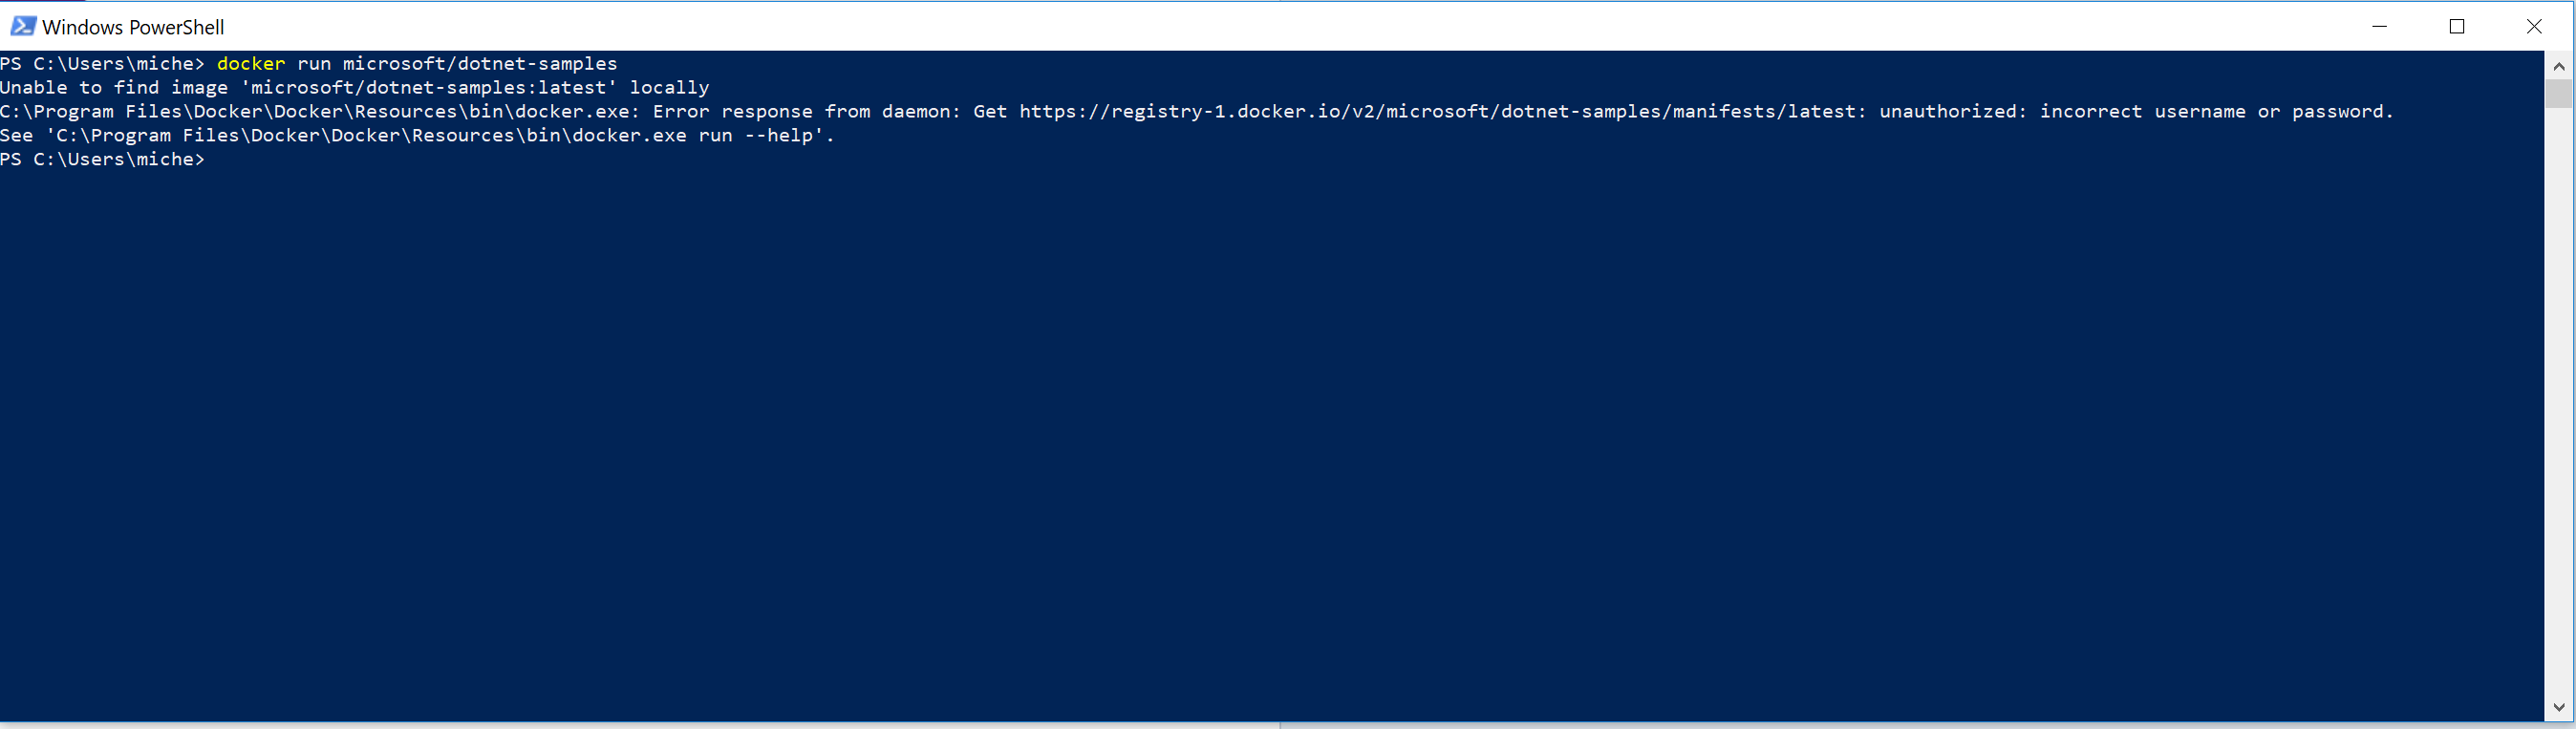 Windows PowerShell
PS C:\Users\miche> docker run microsoft/dotnet-samples
Unable to find image 'microsoft/dotnet-samples:latest' locally
C:\Program Files\Docker\Docker\Resources\bin\docker.exe: Error response from daemon: Get https://registry-1.docker.io/v2/microsoft/dotnet-samples/manifests/latest: unauthorized: incorrect username or password.
See 'C:\Program Files\Docker\Docker\Resources\bin\docker.exe run --help'.
PS C:\Users\miche>